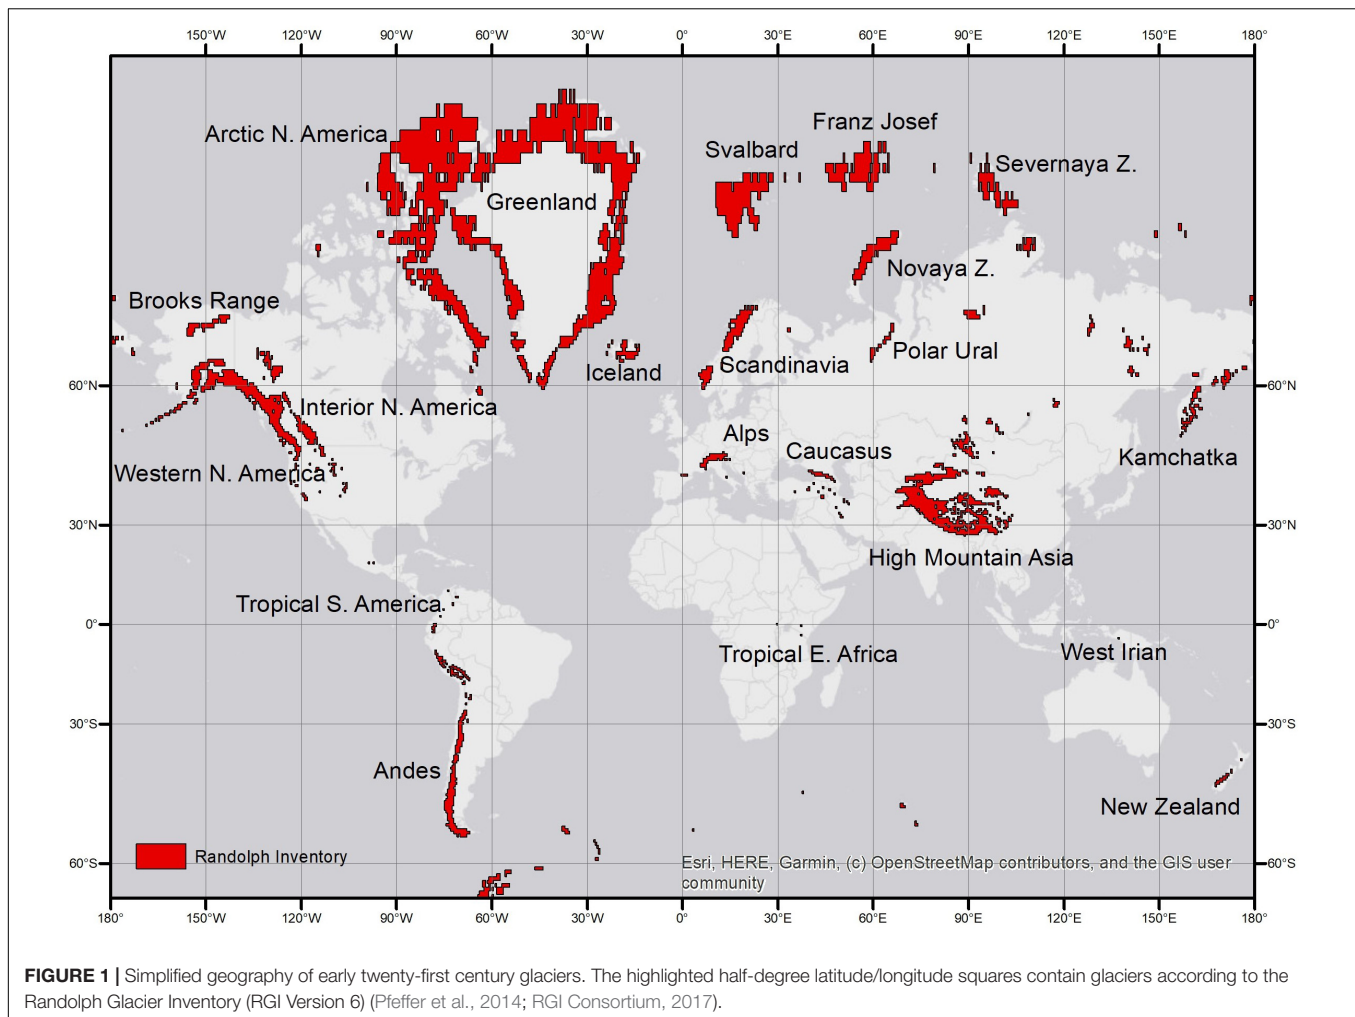 150°W 120°W 90°W 60°W 30°W 0° 30°E 60°E 90°E 120°E 150°E 180°
Arctic N. America
Franz Josef
Svalbard
Severnaya Z.
Greenland
Novaya Z.
Brooks Range
Polar Ural
Scandinavia
Iceland
60°N 60°N
Interior N. America
Alps
Caucasus
Kamchatka
Western N. America
30°N 30°N
High Mountain Asia
Tropical S. America
0° 0°
Tropical E. Africa
West Irian
30°S 30°S
Andes
New Zealand
Randolph Inventory
60°S 60°S
Esri, HERE, Garmin, (c) OpenStreetMap contributors, and the GIS user
community
180° 150°W 120°W 90°W 60°W 30°W 0° 30°E 60°E 90°E 120°E 150°E 180°
FIGURE 1 | Simplified geography of early twenty-first century glaciers. The highlighted half-degree latitude/longitude squares contain glaciers according to the
Randolph Glacier Inventory (RGI Version 6) (Pfeffer et al., 2014; RGI Consortium, 2017).